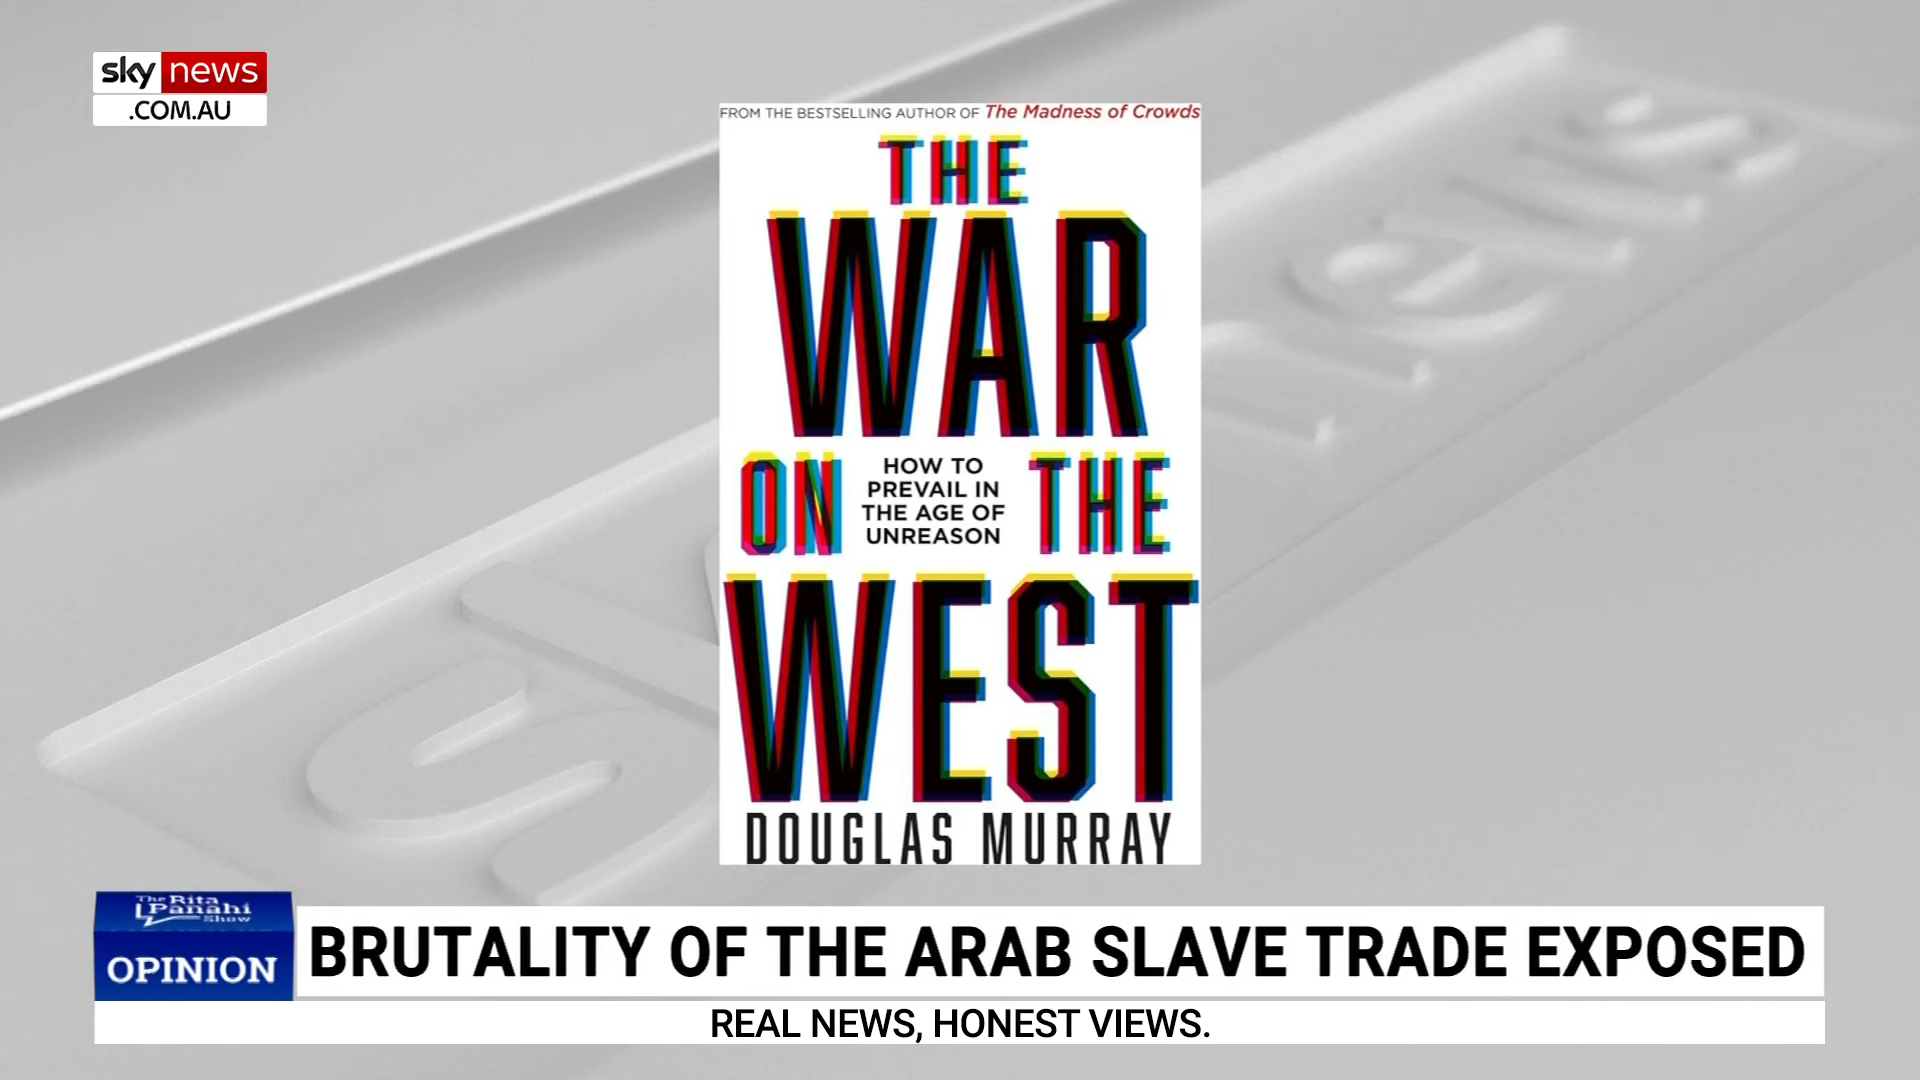 sky news
.COM.AU
FROM THE BESTSELLING AUTHOR OF The Madness of Crowds
THE
WAR
ON THE
HOW TO
PREVAIL IN
THE AGE OF
UNREASON
WEST
DOUGLAS MURRAY
The Rita
Panahi
Show
OPINION
BRUTALITY OF THE ARAB SLAVE TRADE EXPOSED
REAL NEWS, HONEST VIEWS.